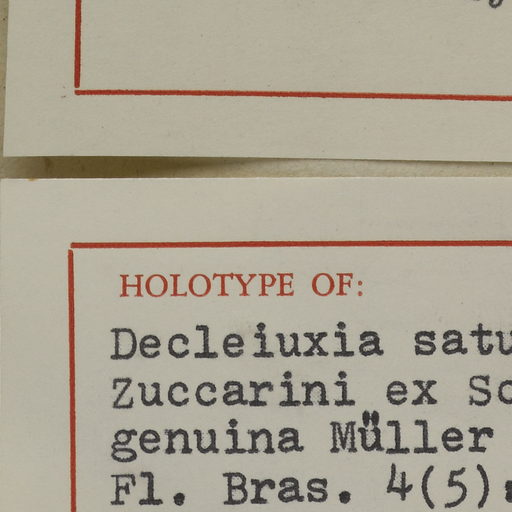 HOLOTYPE OF:
Decleiuxia satu
Zuccarini ex Sc
genuina Müller
Fl. Bras. 4(5):